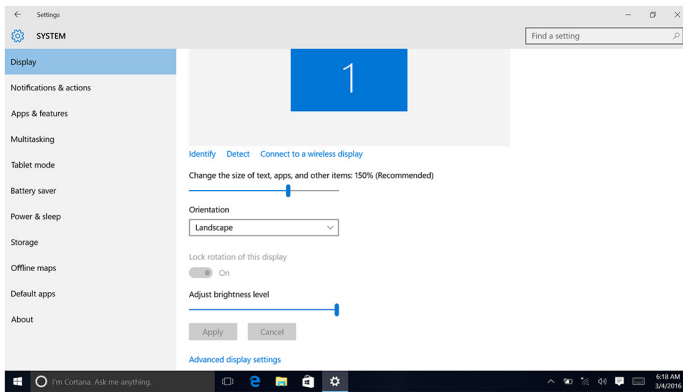 Settings
SYSTEM
Find a setting
Display
Notifications & actions
Apps & features
Multitasking
Tablet mode
Battery saver
Power & sleep
Storage
Offline maps
Default apps
About
1
Identify Detect Connect to a wireless display
Change the size of text, apps, and other items: 150% (Recommended)
Orientation
Landscape
Lock rotation of this display
On
Adjust brightness level
Apply Cancel
Advanced display settings
I'm Cortana. Ask me anything.
6:18 AM
3/4/2016